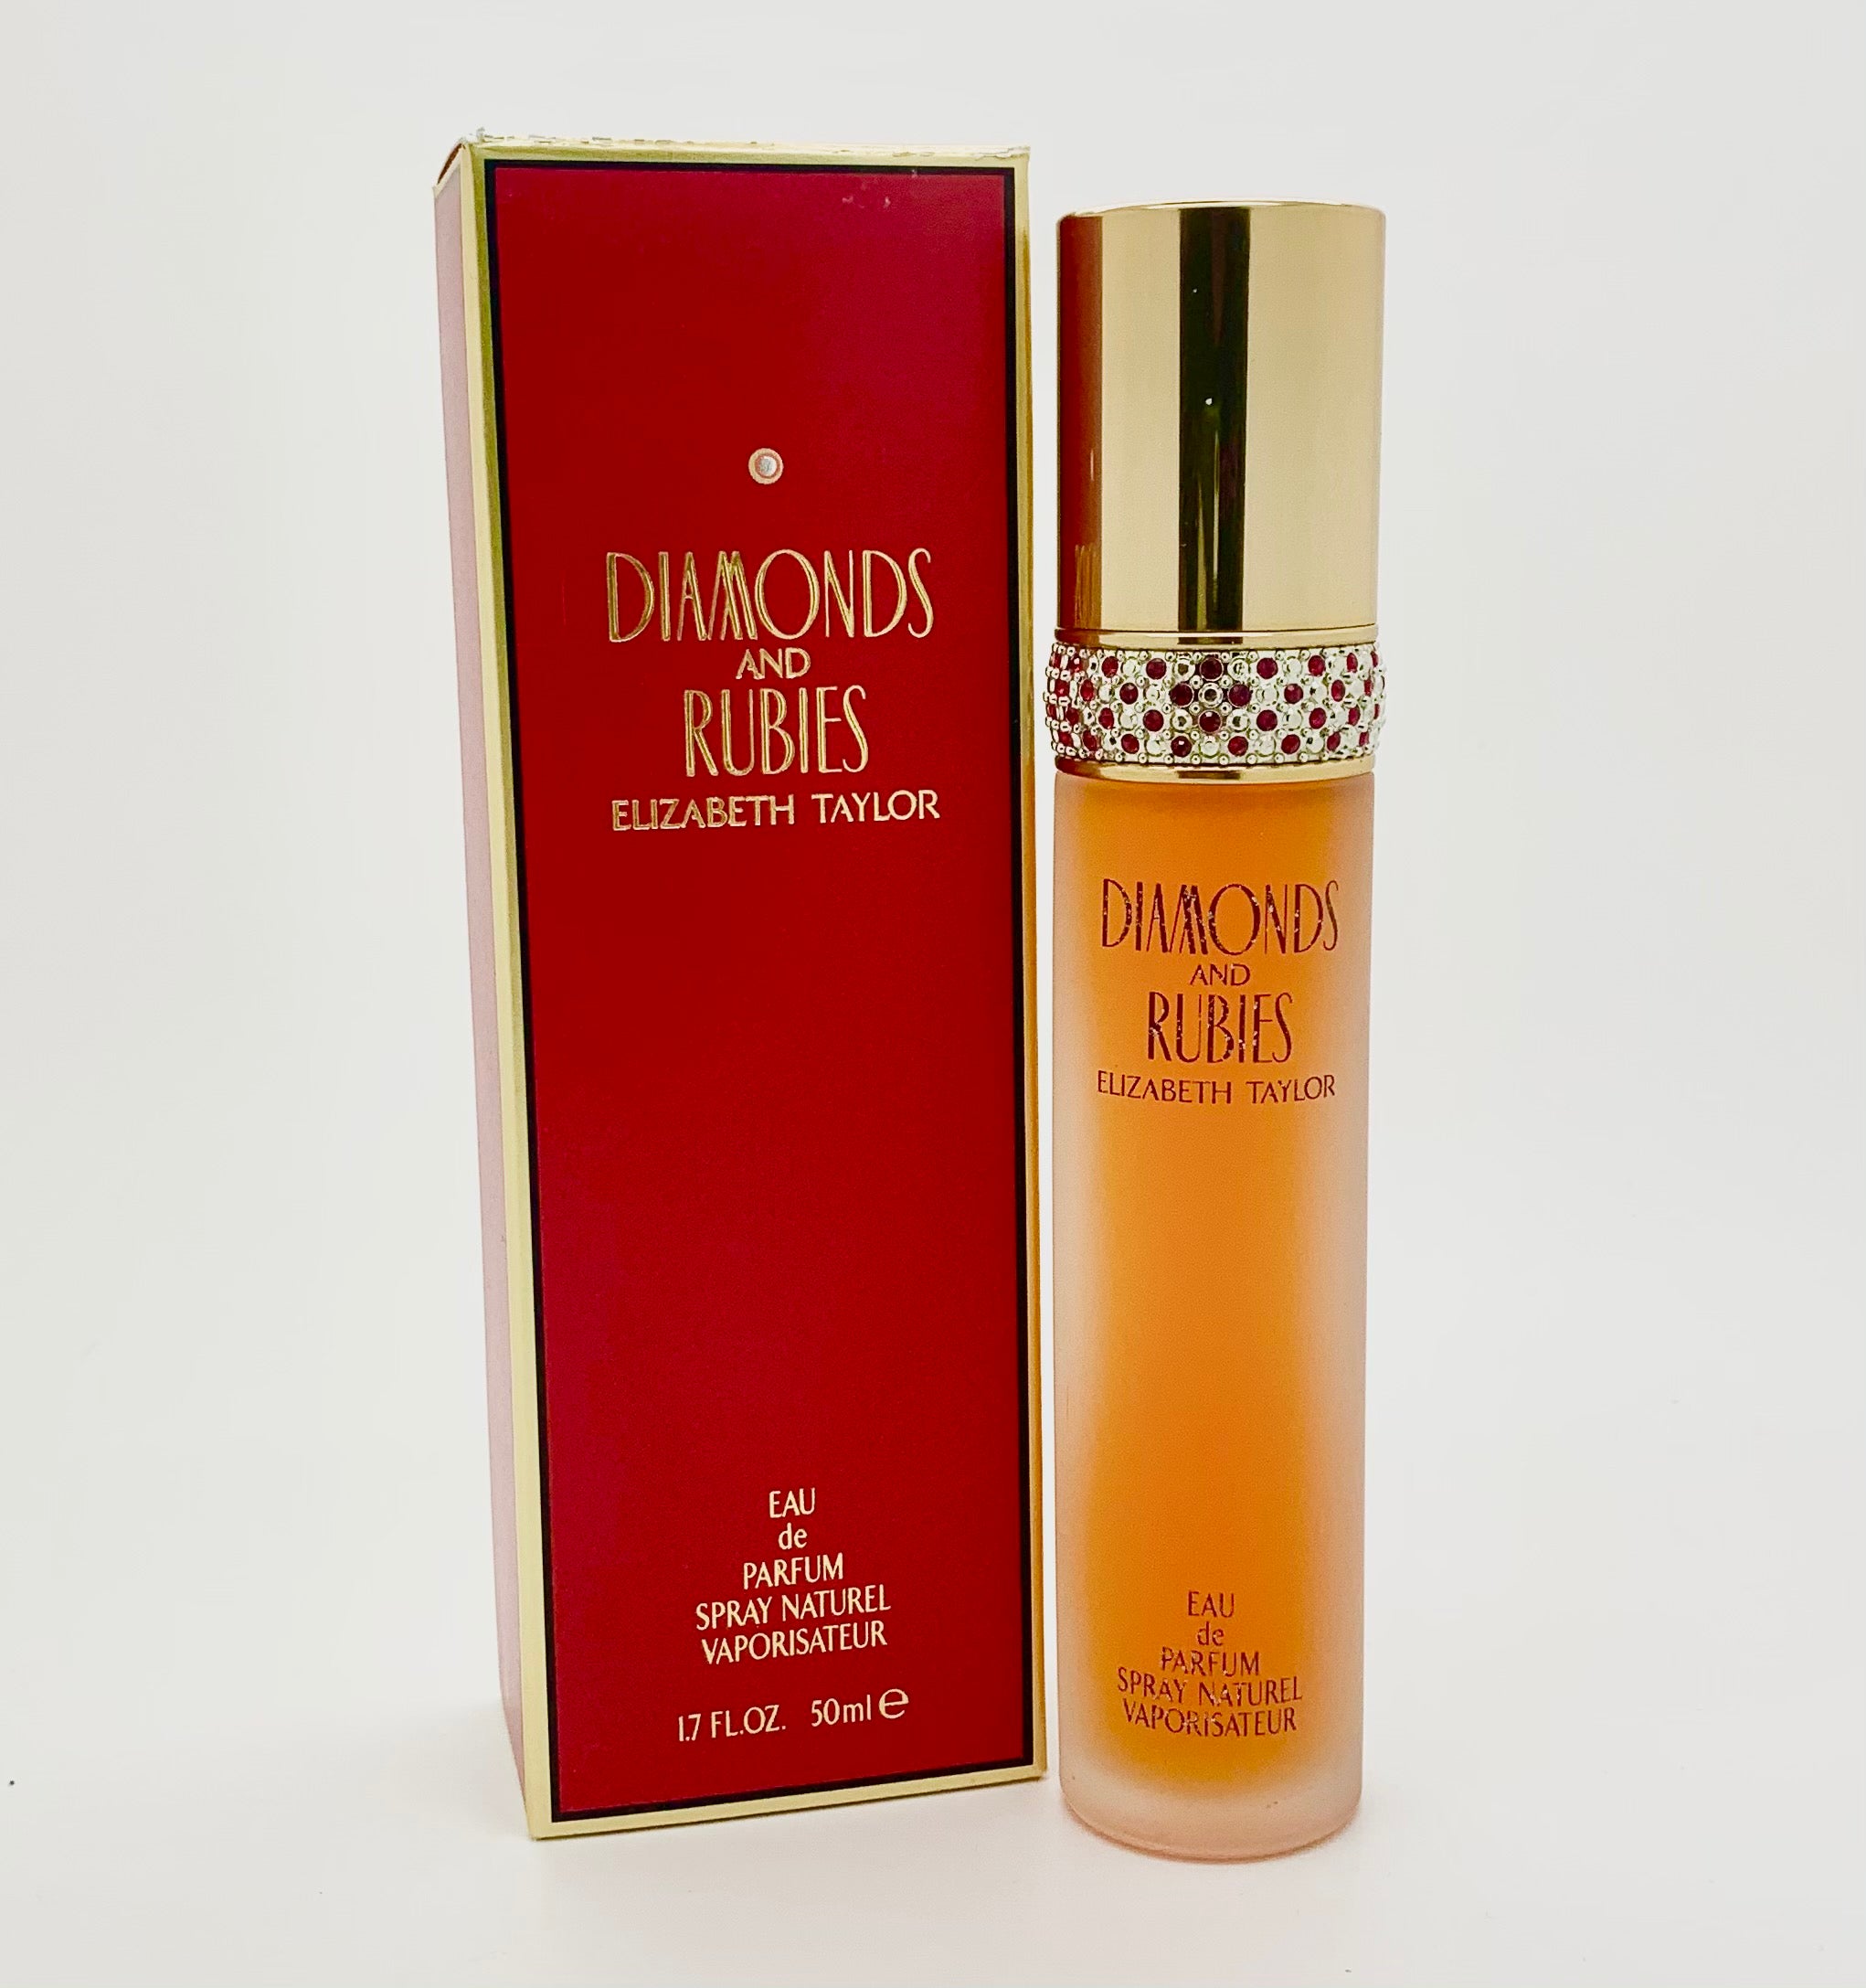 DIAMONDS
AND
RUBIES
ELIZABETH TAYLOR
EAU
de
PARFUM
SPRAY NATUREL
VAPORISATEUR
1.7 FL.OZ. 50ml ℮
DIAMONDS
AND
RUBIES
ELIZABETH TAYLOR
EAU
de
PARFUM
SPRAY NATUREL
VAPORISATEUR